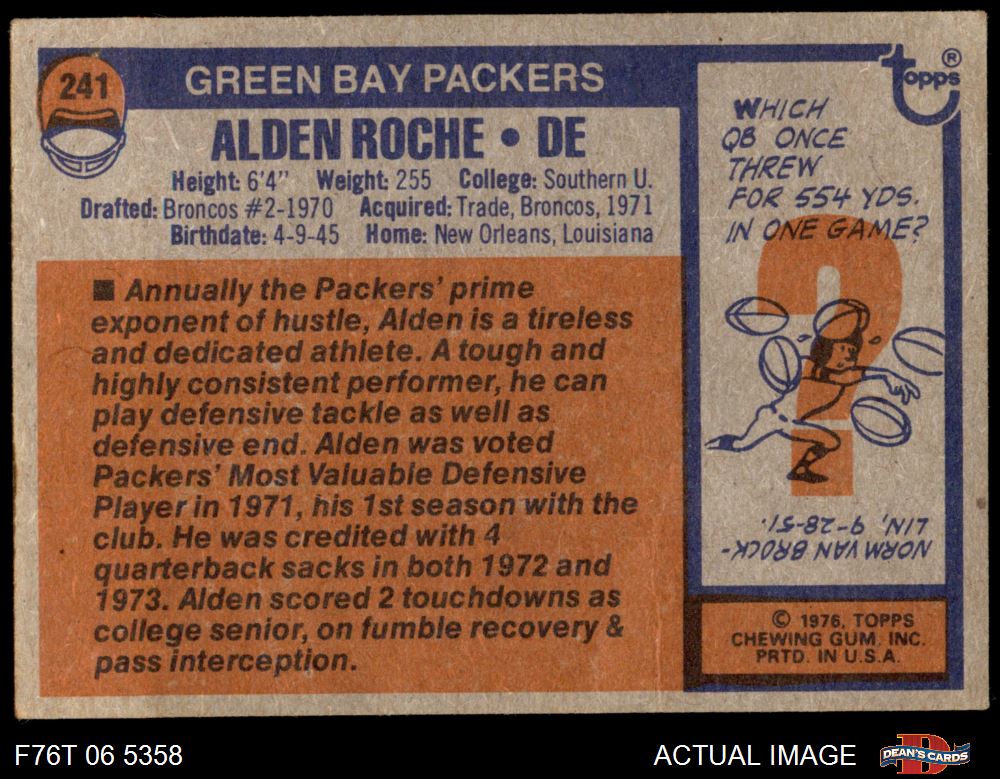 241
GREEN BAY PACKERS
topps®
ALDEN ROCHE • DE
Height: 6'4" Weight: 255 College: Southern U.
Drafted: Broncos #2-1970 Acquired: Trade, Broncos, 1971
Birthdate: 4-9-45 Home: New Orleans, Louisiana
■ Annually the Packers' prime
exponent of hustle, Alden is a tireless
and dedicated athlete. A tough and
highly consistent performer, he can
play defensive tackle as well as
defensive end. Alden was voted
Packers' Most Valuable Defensive
Player in 1971, his 1st season with the
club. He was credited with 4
quarterback sacks in both 1972 and
1973. Alden scored 2 touchdowns as
college senior, on fumble recovery &
pass interception.
WHICH
QB ONCE
THREW
FOR 554 YDS.
IN ONE GAME?
?
NORM VAN BROCK-
LIN, 9-28-51.
© 1976, TOPPS
CHEWING GUM, INC.
PRTD. IN U.S.A.
F76T 06 5358
ACTUAL IMAGE
DEAN'S CARDS